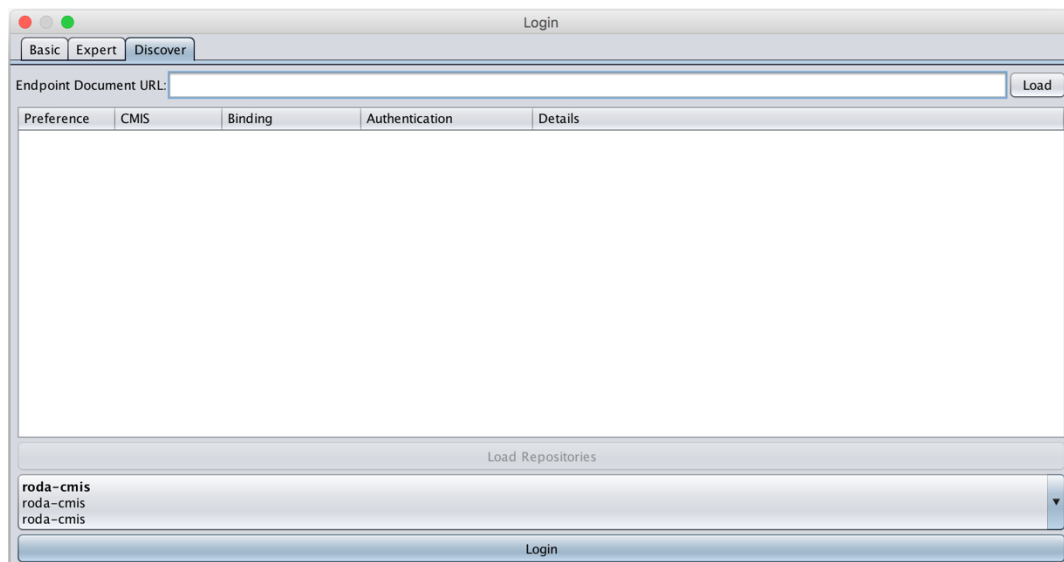 Login
Basic Expert Discover
Endpoint Document URL: Load
Preference CMIS Binding Authentication Details
Load Repositories
roda-cmis
roda-cmis
roda-cmis
Login